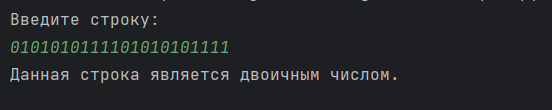 Введите строку:
0101010111101010101111
Данная строка является двоичным числом.